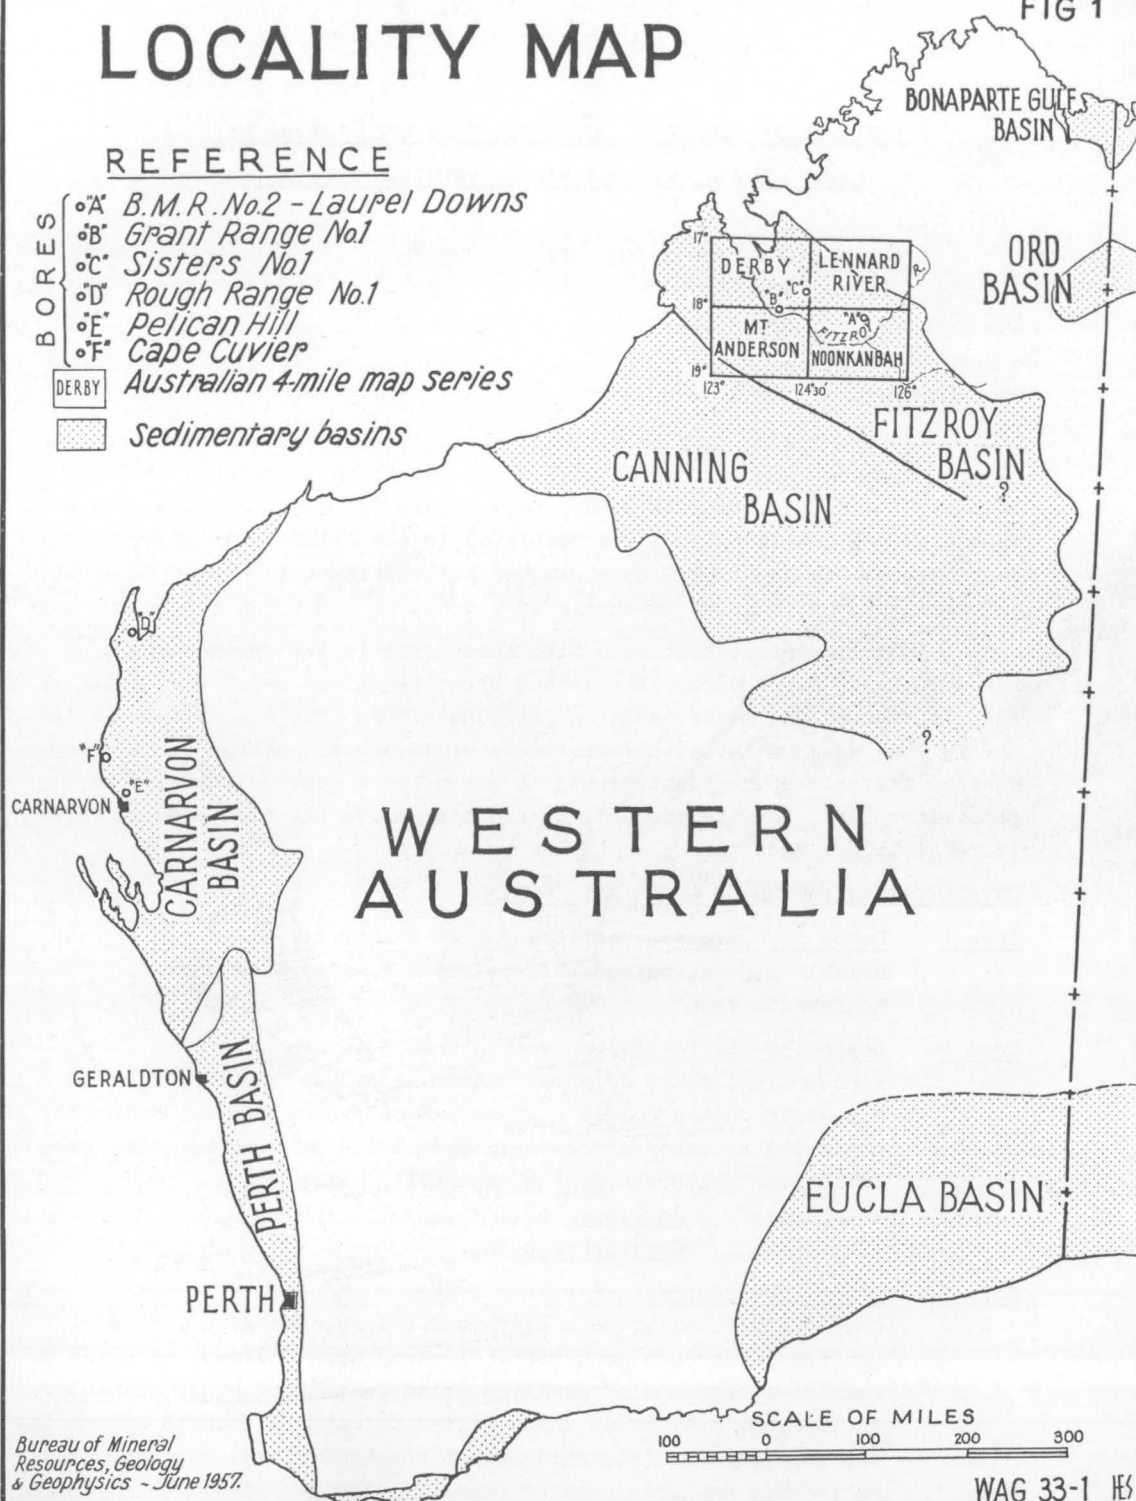 FIG 1
LOCALITY MAP
REFERENCE
BORES
"A" B.M.R. No.2 - Laurel Downs
"B" Grant Range No.1
"C" Sisters No.1
"D" Rough Range No.1
"E" Pelican Hill
"F" Cape Cuvier
DERBY Australian 4-mile map series
Sedimentary basins
BONAPARTE GULF
BASIN
ORD
BASIN
17°
DERBY
LENNARD
RIVER
R.
"C"
"B"
18°
"A"
FITZROY
MT
ANDERSON
NOONKANBAH
19°
123°
124°30'
126°
FITZROY
BASIN
?
CANNING
BASIN
?
"D"
"F"
"E"
CARNARVON
CARNARVON
BASIN
WESTERN
AUSTRALIA
GERALDTON
PERTH BASIN
PERTH
EUCLA BASIN
SCALE OF MILES
100 0 100 200 300
Bureau of Mineral
Resources, Geology
& Geophysics - June 1957.
WAG 33-1 HES